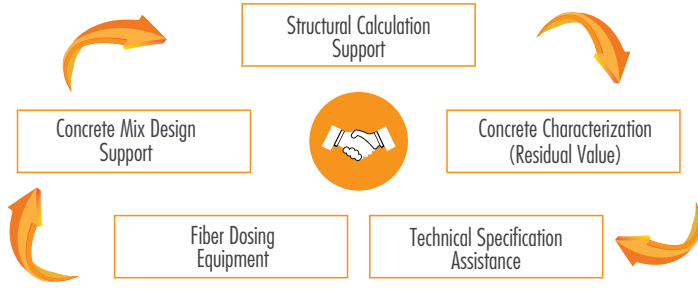 Structural Calculation
Support
Concrete Mix Design
Support
Concrete Characterization
(Residual Value)
Fiber Dosing
Equipment
Technical Specification
Assistance